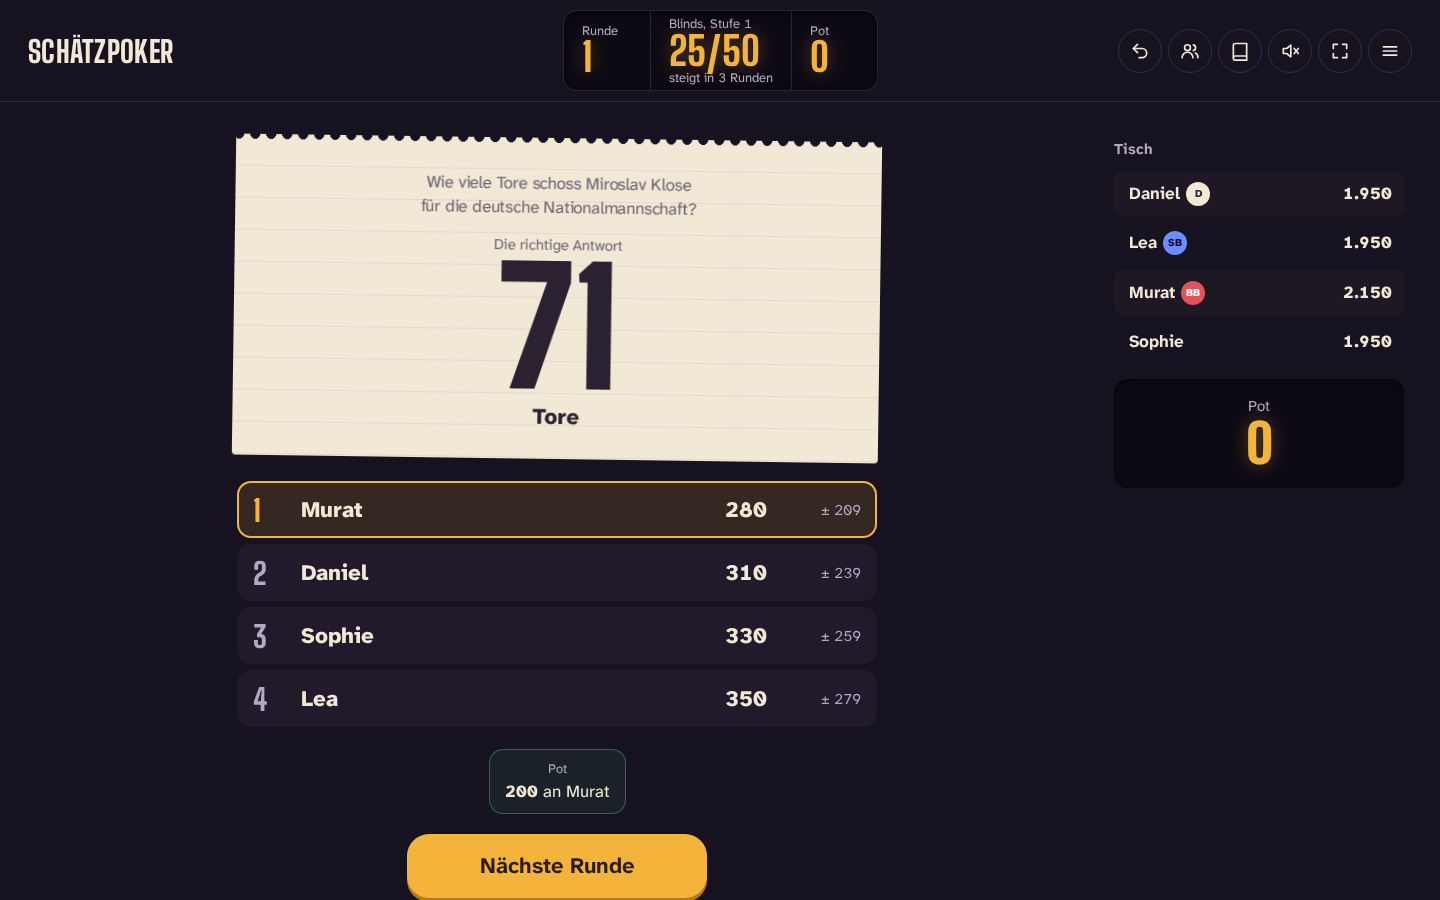 SCHÄTZPOKER
Runde
1
Blinds, Stufe 1
25/50
steigt in 3 Runden
Pot
0
Wie viele Tore schoss Miroslav Klose
für die deutsche Nationalmannschaft?
Die richtige Antwort
71
Tore
1 Murat 280 ± 209
2 Daniel 310 ± 239
3 Sophie 330 ± 259
4 Lea 350 ± 279
Pot
200 an Murat
Nächste Runde
Tisch
Daniel D 1.950
Lea SB 1.950
Murat BB 2.150
Sophie 1.950
Pot
0